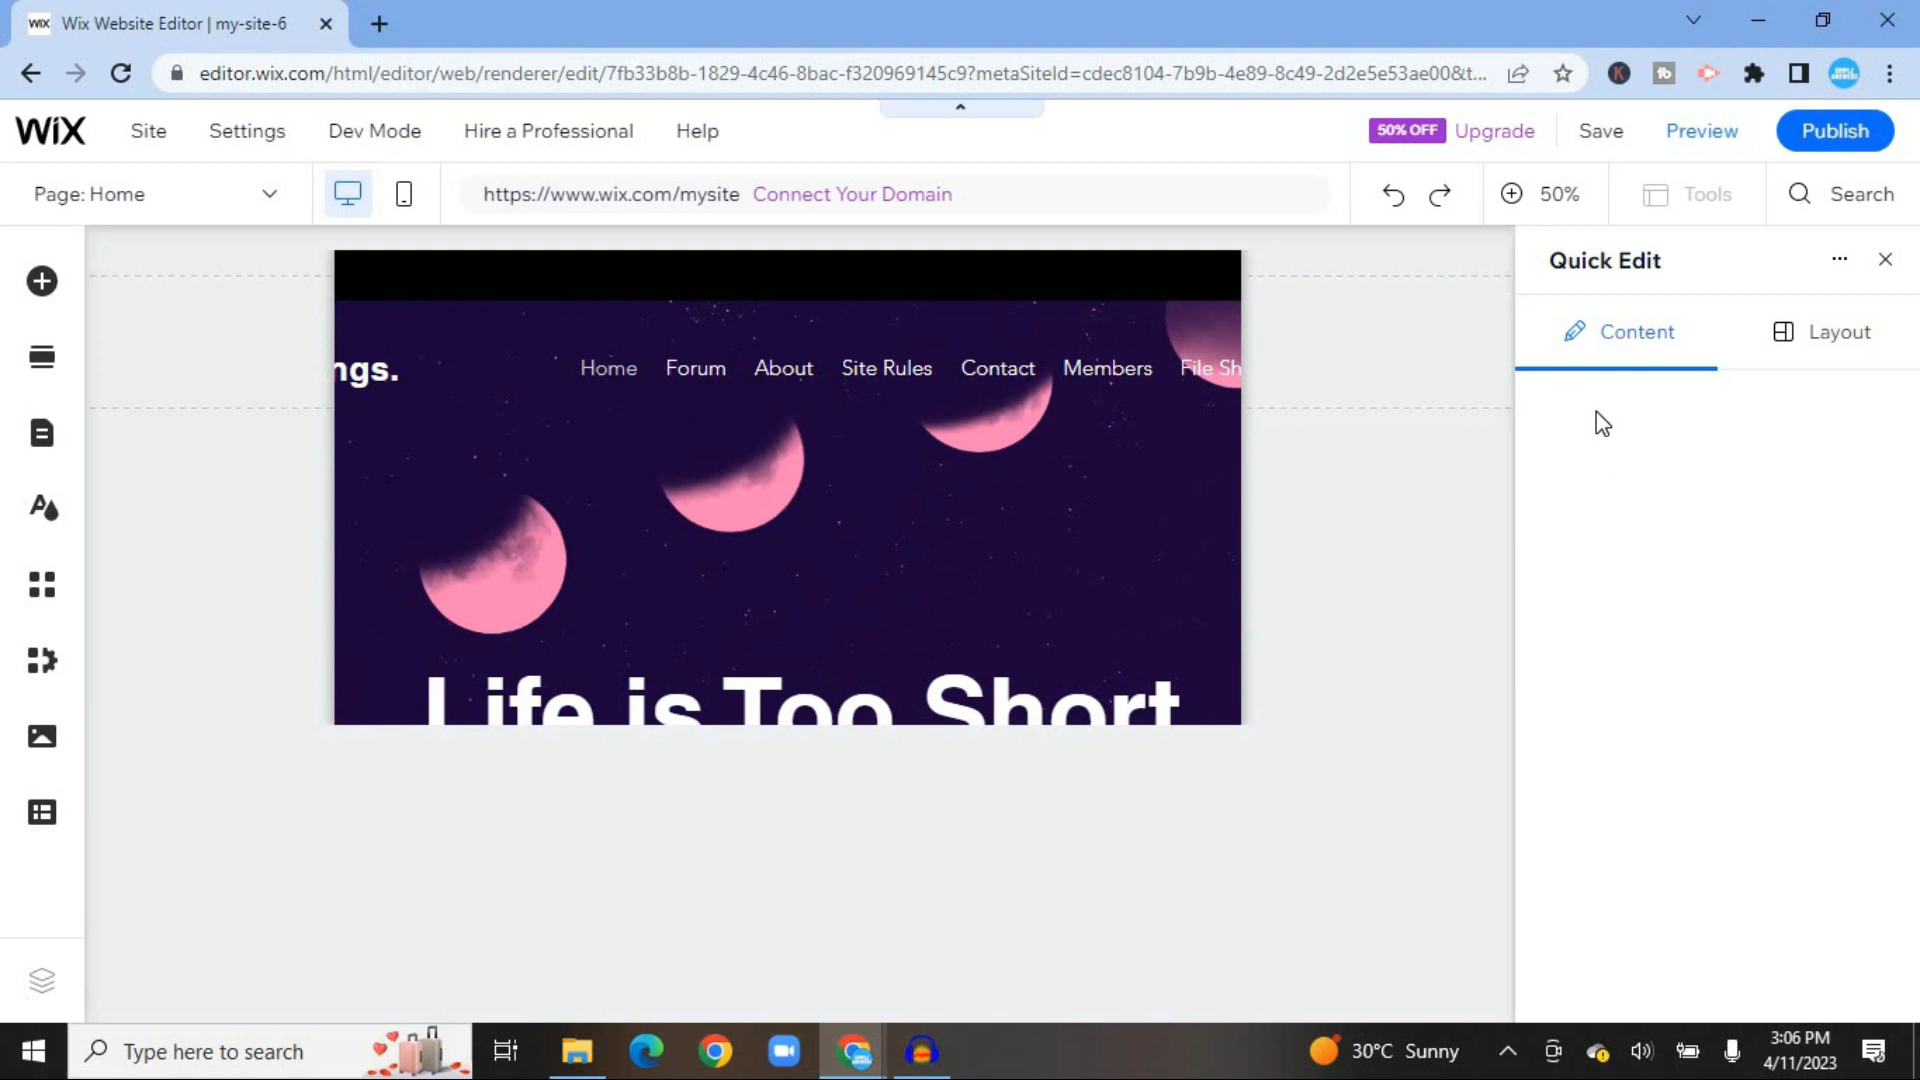 WIX Wix Website Editor | my-site-6
editor.wix.com/html/editor/web/renderer/edit/7fb33b8b-1829-4c46-8bac-f320969145c9?metaSiteId=cdec8104-7b9b-4e89-8c49-2d2e5e53ae00&t...
WiX Site Settings Dev Mode Hire a Professional Help 50% OFF Upgrade Save Preview Publish
Page: Home https://www.wix.com/mysite Connect Your Domain 50% Tools Search
Quick Edit
Content Layout
ngs. Home Forum About Site Rules Contact Members File Sh
Life is Too Short
Type here to search 30°C Sunny
3:06 PM
4/11/2023